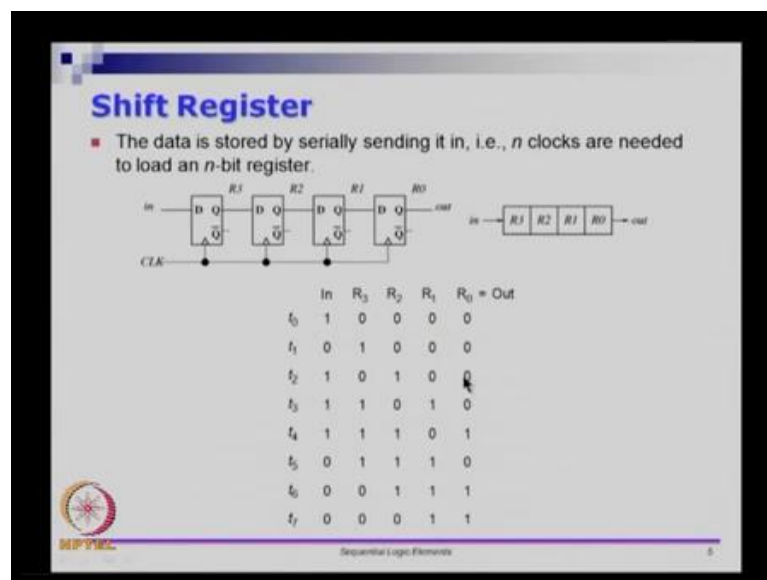 Shift Register
The data is stored by serially sending it in, i.e., n clocks are needed
to load an n-bit register.
R3 R2 R1 R0
in D Q D Q D Q D Q out in R3 R2 R1 R0 out
Q Q Q Q
CLK
In R3 R2 R1 R0 = Out
t0 1 0 0 0 0
t1 0 1 0 0 0
t2 1 0 1 0 0
t3 1 1 0 1 0
t4 1 1 1 0 1
t5 0 1 1 1 0
t6 0 0 1 1 1
t7 0 0 0 1 1
NPTEL
Sequential Logic Elements 5